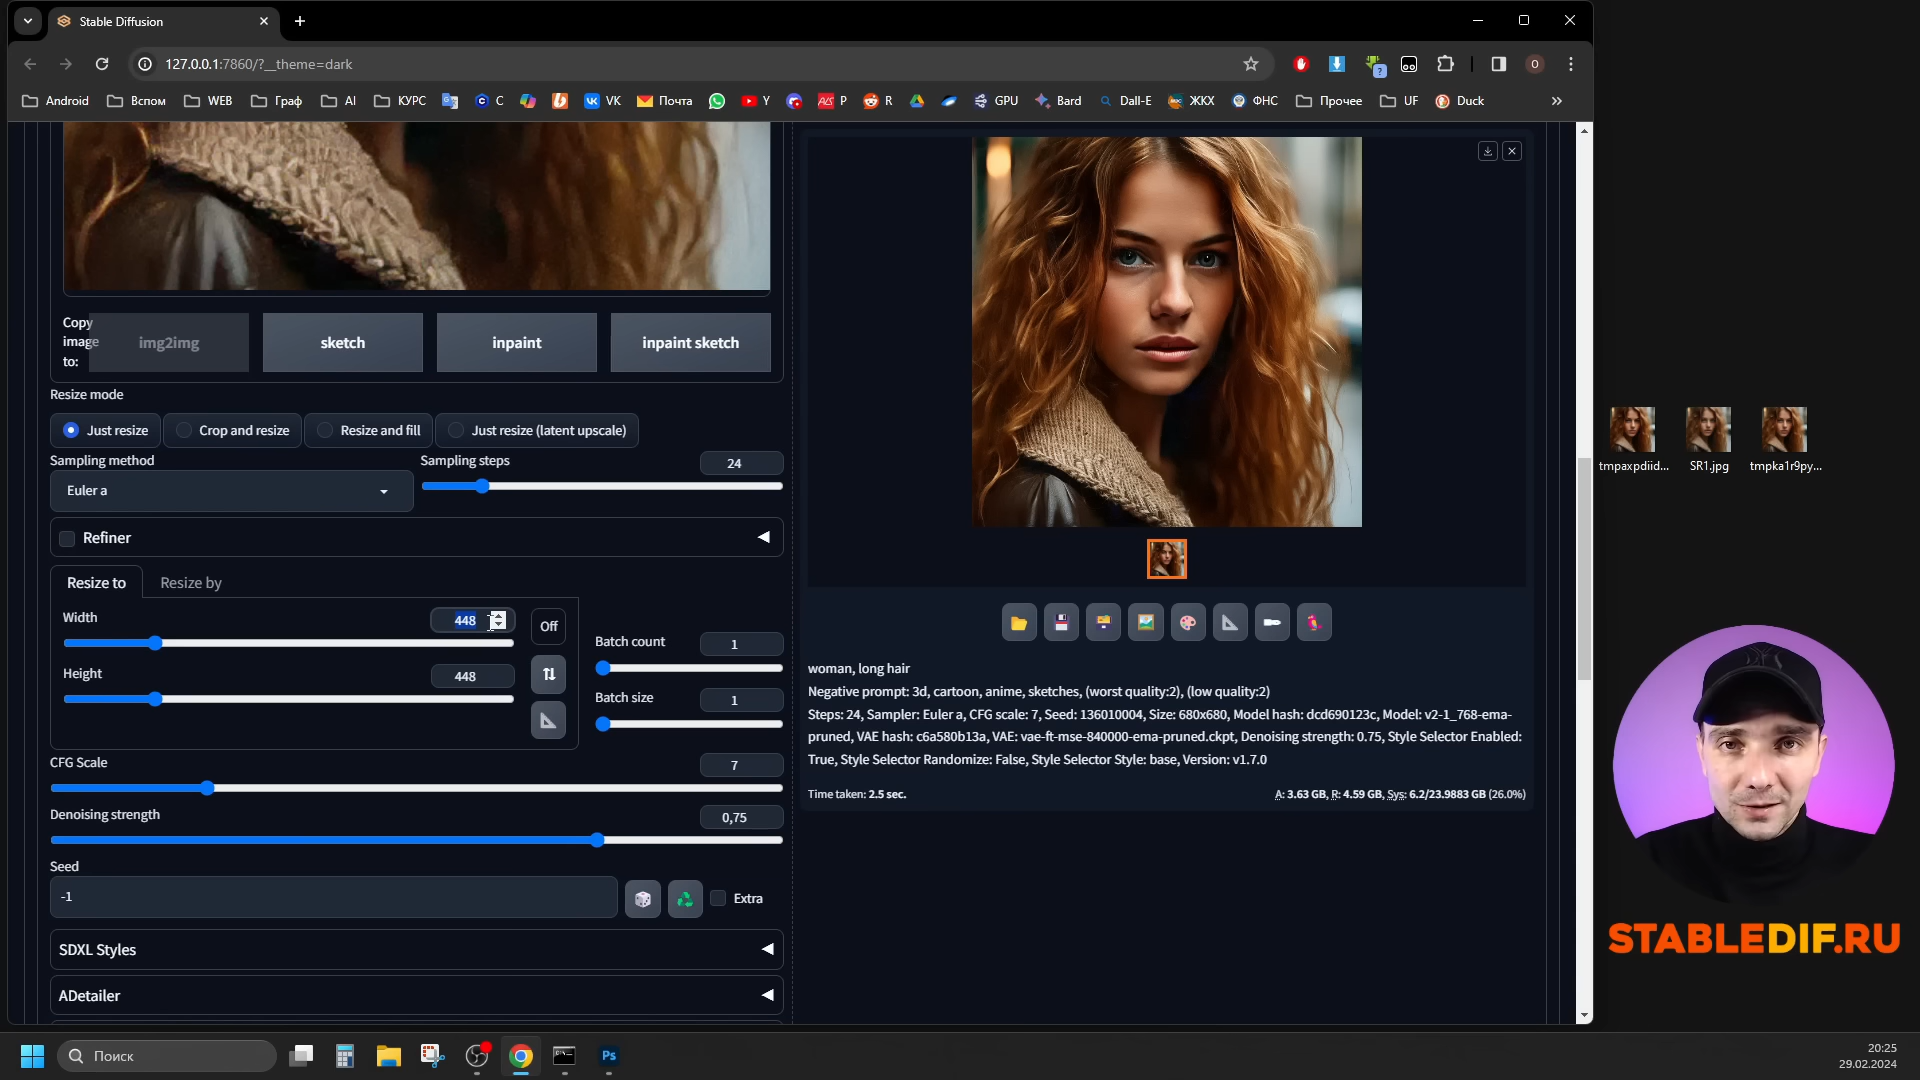 Stable Diffusion
127.0.0.1:7860/?__theme=dark
Android
Вспом
WEB
Граф
AI
КУРС
C
VK
Почта
Y
P
R
GPU
Bard
Dall-E
ЖКХ
ФНС
Прочее
UF
Duck
Copy image to:
img2img
sketch
inpaint
inpaint sketch
Resize mode
Just resize
Crop and resize
Resize and fill
Just resize (latent upscale)
Sampling method
Euler a
Sampling steps
24
Refiner
Resize to
Resize by
Width
448
Off
Height
448
Batch count
1
Batch size
1
CFG Scale
7
Denoising strength
0,75
Seed
-1
Extra
SDXL Styles
ADetailer
woman, long hair
Negative prompt: 3d, cartoon, anime, sketches, (worst quality:2), (low quality:2)
Steps: 24, Sampler: Euler a, CFG scale: 7, Seed: 136010004, Size: 680x680, Model hash: dcd690123c, Model: v2-1_768-ema-
pruned, VAE hash: c6a580b13a, VAE: vae-ft-mse-840000-ema-pruned.ckpt, Denoising strength: 0.75, Style Selector Enabled:
True, Style Selector Randomize: False, Style Selector Style: base, Version: v1.7.0
Time taken: 2.5 sec.
A: 3.63 GB, R: 4.59 GB, Sys: 6.2/23.9883 GB (26.0%)
tmpaxpdiid...
SR1.jpg
tmpka1r9py...
STABLEDIF.RU
Поиск
Ps
20:25
29.02.2024